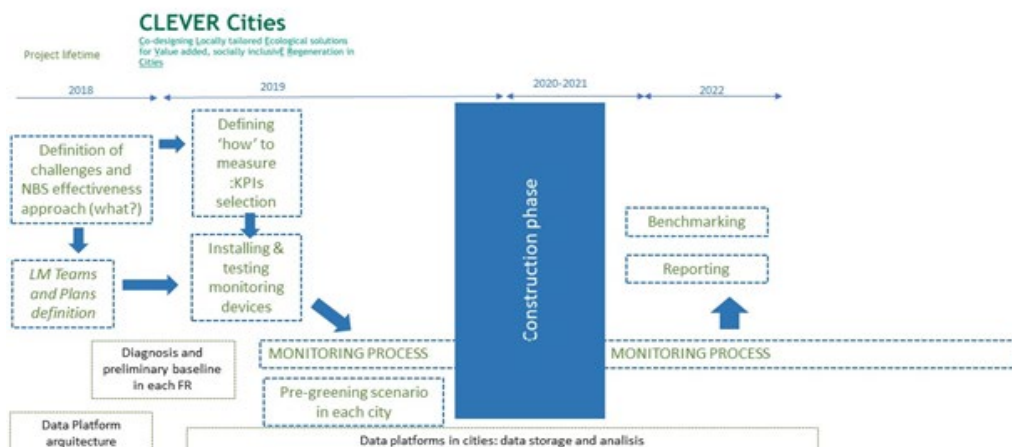 CLEVER Cities
Co-designing Locally tailored Ecological solutions
for Value added, socially inclusivE Regeneration in
Cities
Project lifetime
2018
2019
2020-2021
2022
Definition of
challenges and
NBS effectiveness
approach (what?)
Defining
‘how’ to
measure
:KPIs
selection
Construction phase
Benchmarking
LM Teams
and Plans
definition
Installing &
testing
monitoring
devices
Reporting
Diagnosis and
preliminary baseline
in each FR
MONITORING PROCESS
MONITORING PROCESS
Pre-greening scenario
in each city
Data Platform
arquitecture
Data platforms in cities: data storage and analisis